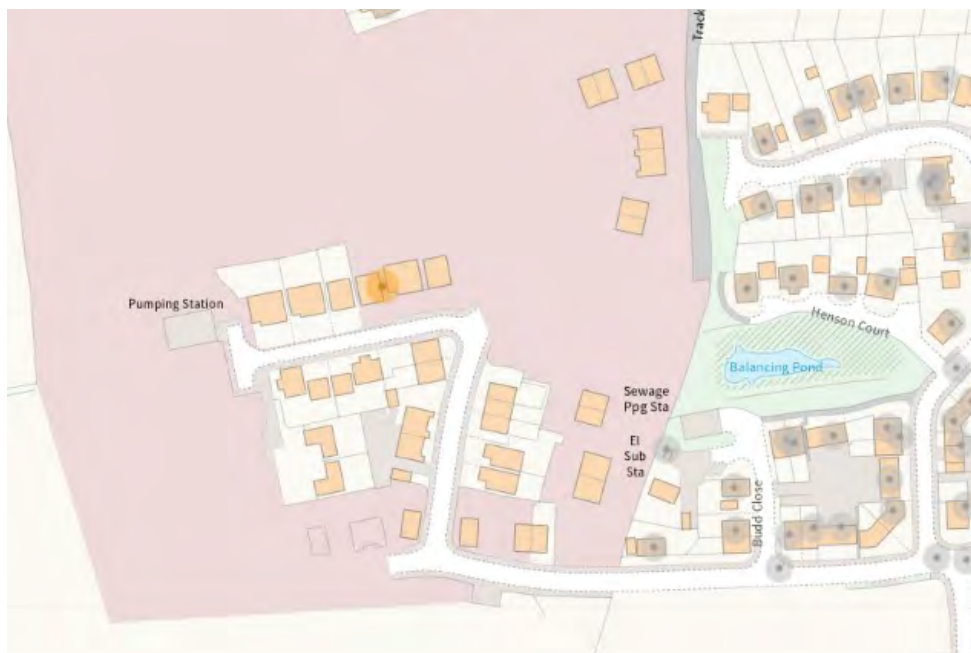 Track
Pumping Station
Henson Court
Balancing Pond
Sewage
Ppg Sta
El
Sub
Sta
Budd Close